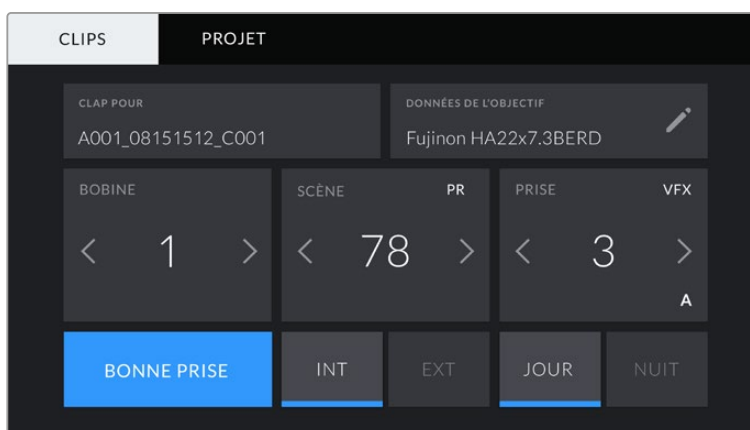 CLIPS PROJET
CLAP POUR
A001_08151512_C001
DONNÉES DE L'OBJECTIF
Fujinon HA22x7.3BERD
BOBINE
1
SCÈNE PR
78
PRISE VFX
3
A
BONNE PRISE INT EXT JOUR NUIT